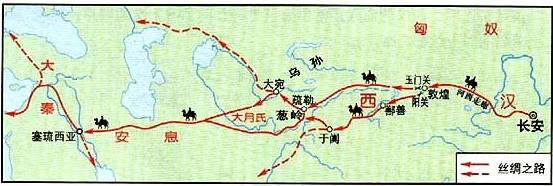 匈奴
大秦
塞琉西亚
安息
大月氏
大宛
乌孙
疏勒
葱岭
于阗
西
鄯善
玉门关
阳关
敦煌
河西走廊
汉
长安
丝绸之路